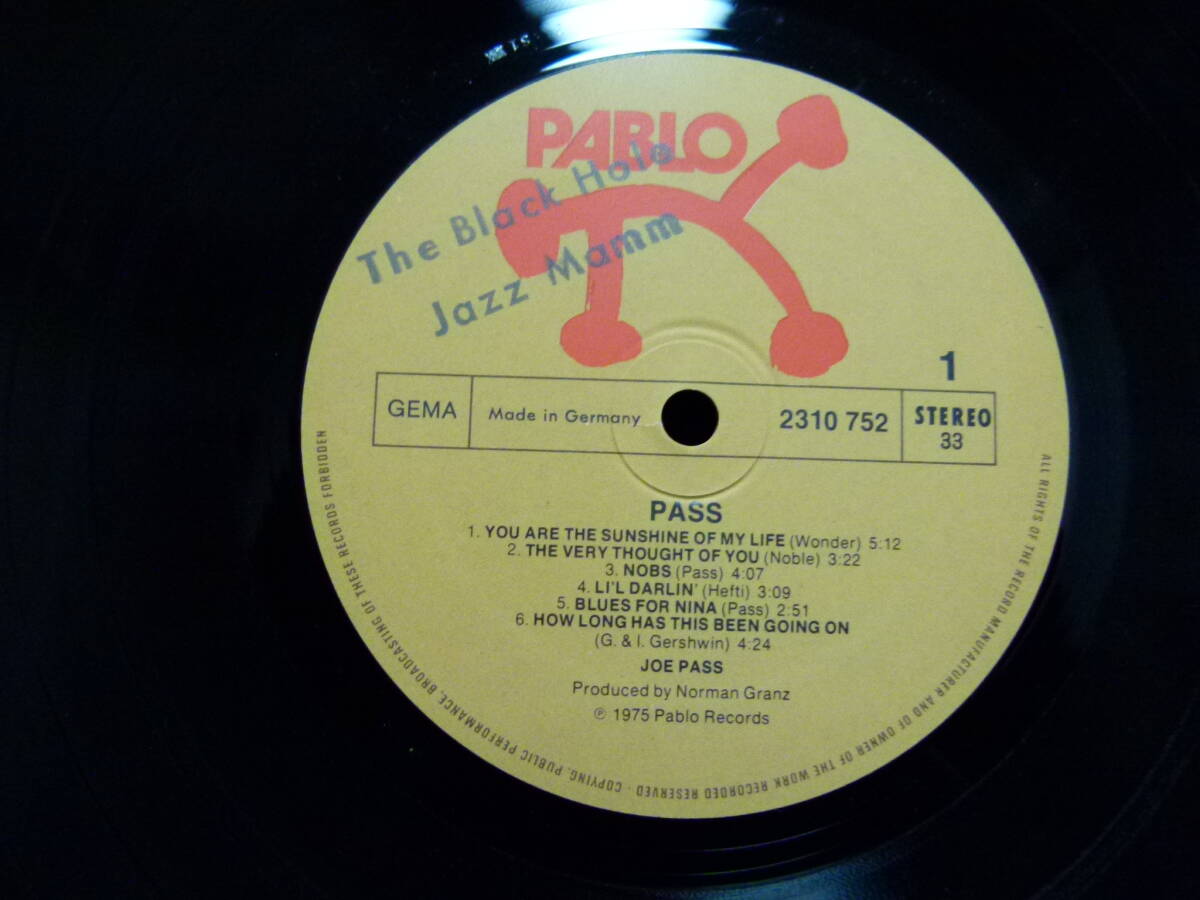 PABLO
The Black Hole
Jazz Mamm
1
GEMA
Made in Germany
2310 752
STEREO
33
PASS
1. YOU ARE THE SUNSHINE OF MY LIFE (Wonder) 5:12
2. THE VERY THOUGHT OF YOU (Noble) 3:22
3. NOBS (Pass) 4:07
4. LI'L DARLIN' (Hefti) 3:09
5. BLUES FOR NINA (Pass) 2:51
6. HOW LONG HAS THIS BEEN GOING ON
(G. & I. Gershwin) 4:24
JOE PASS
Produced by Norman Granz
℗ 1975 Pablo Records
ALL RIGHTS OF THE RECORD MANUFACTURER AND OF OWNER OF THE WORK RECORDED RESERVED · COPYING, PUBLIC PERFORMANCE, BROADCASTING OF THESE RECORDS FORBIDDEN